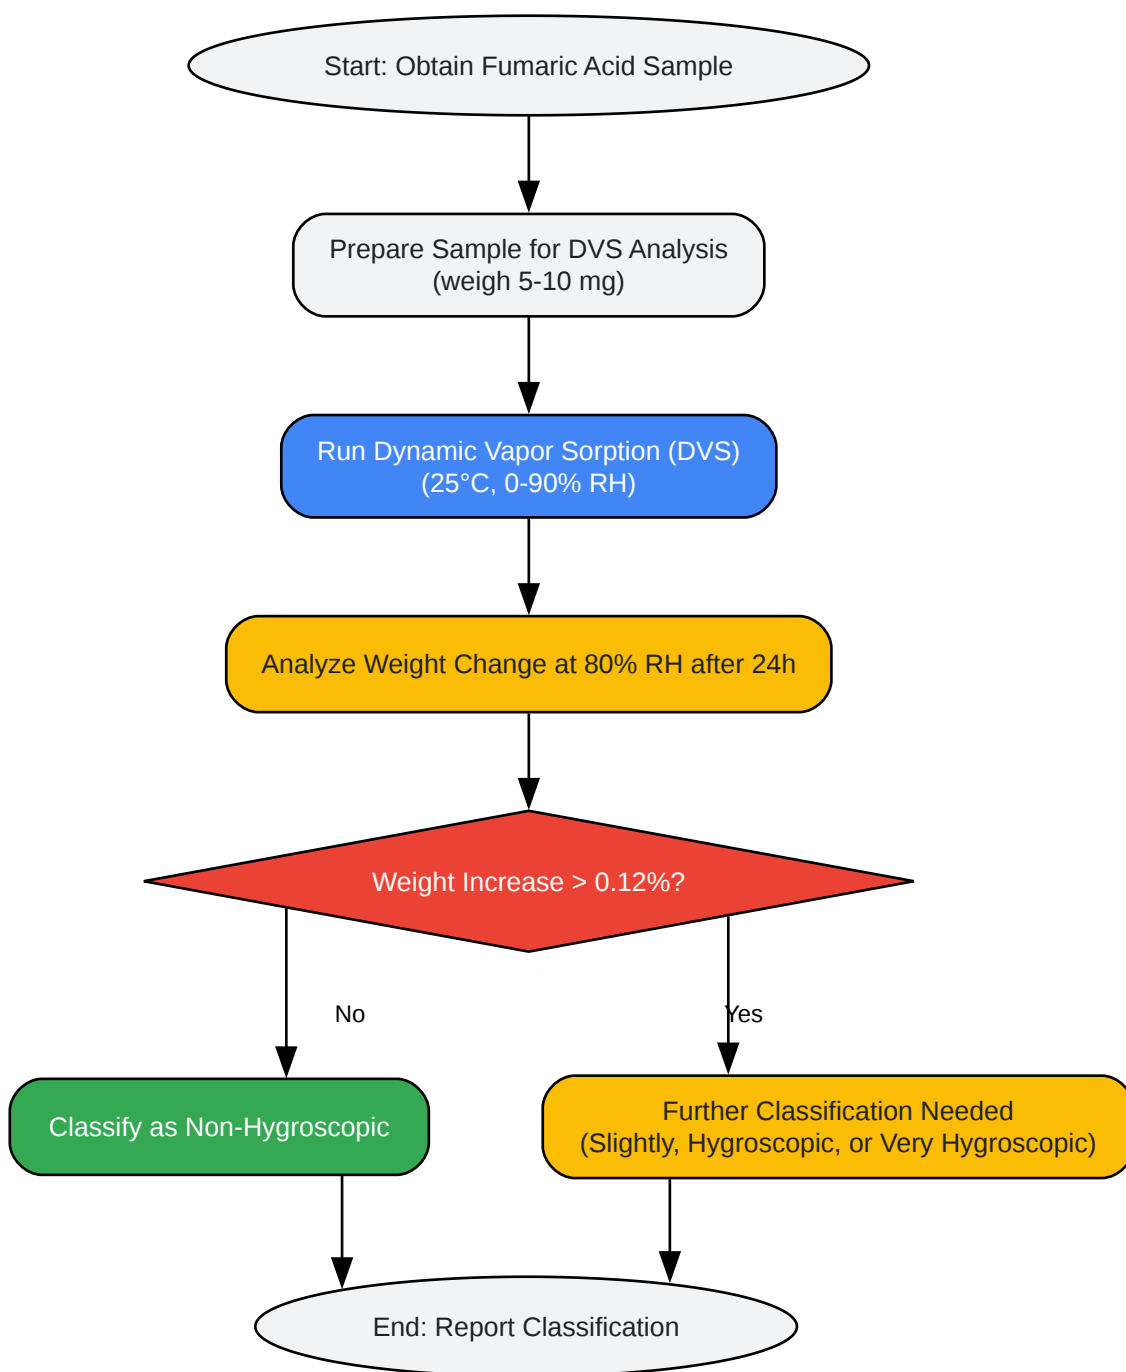 Start: Obtain Fumaric Acid Sample
Prepare Sample for DVS Analysis
(weigh 5-10 mg)
Run Dynamic Vapor Sorption (DVS)
(25°C, 0-90% RH)
Analyze Weight Change at 80% RH after 24h
Weight Increase > 0.12%?
No
Yes
Classify as Non-Hygroscopic
Further Classification Needed
(Slightly, Hygroscopic, or Very Hygroscopic)
End: Report Classification